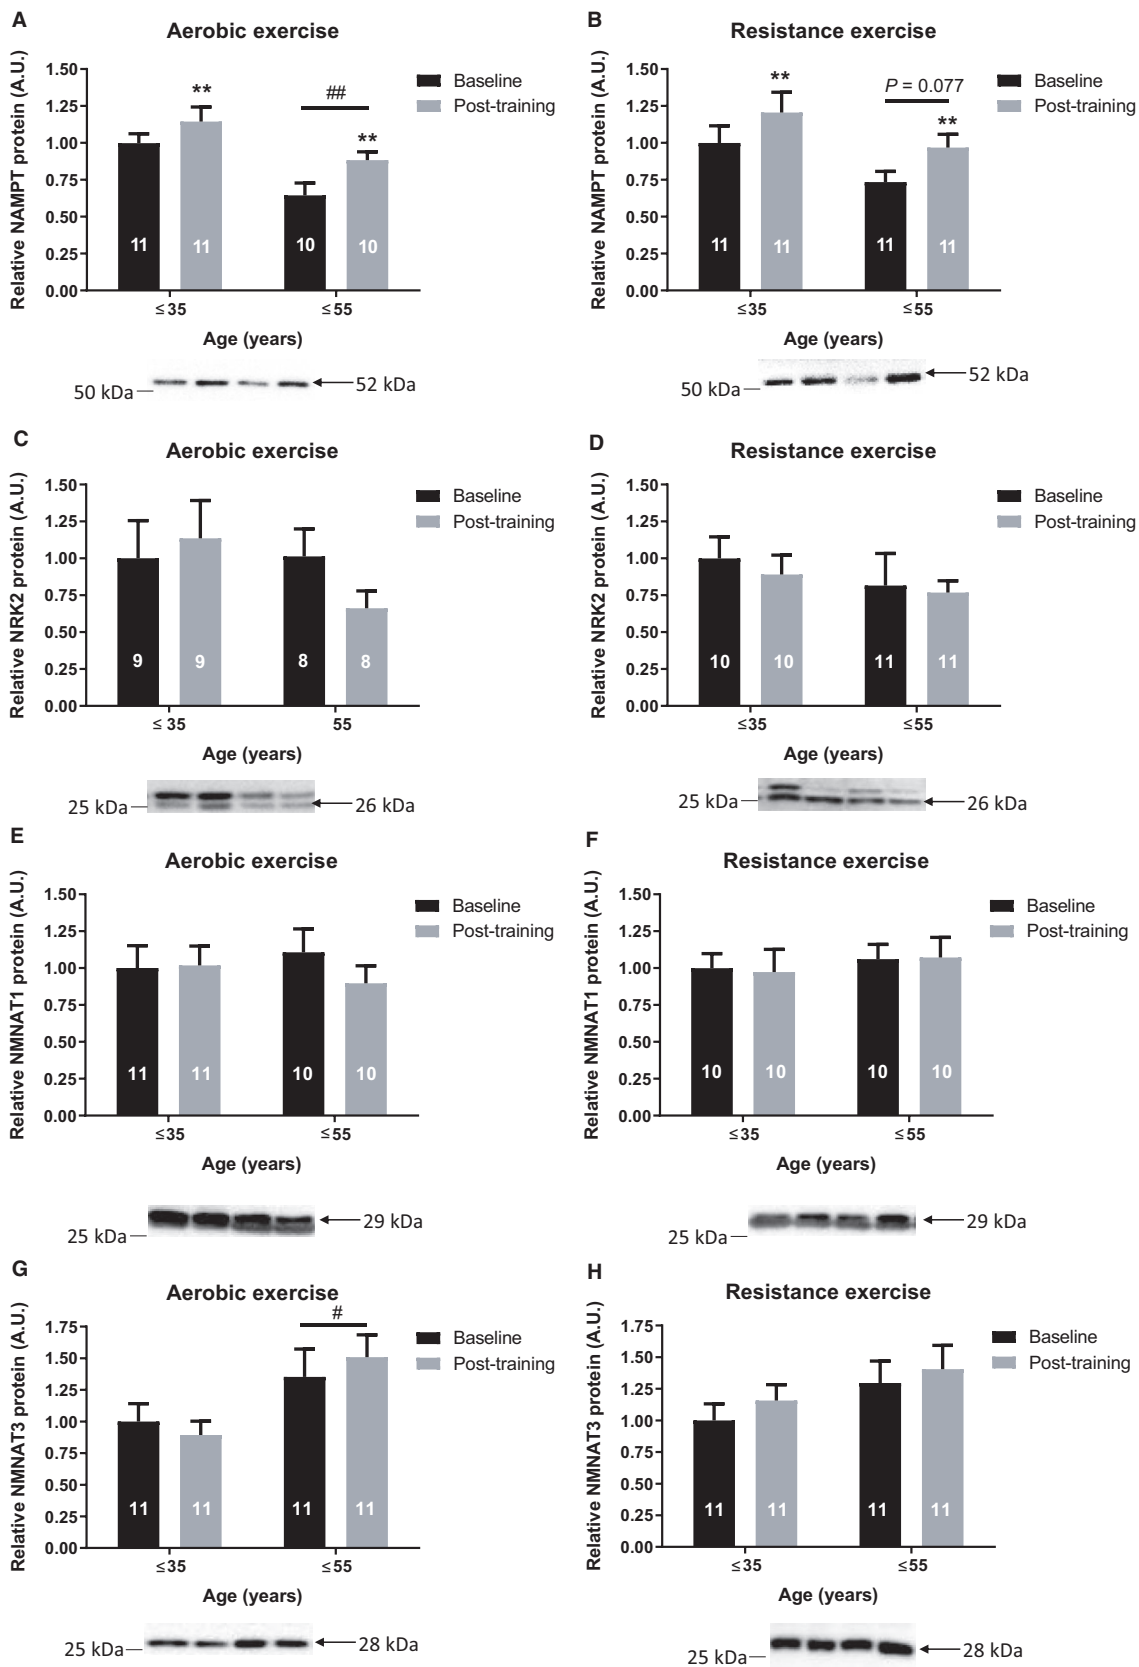 A
Aerobic exercise
Relative NAMPT protein (A.U.)
1.50
1.25
1.00
0.75
0.50
0.25
0.00
**
##
**
11
11
10
10
≤ 35
≤ 55
Age (years)
Baseline
Post-training
50 kDa
52 kDa
B
Resistance exercise
Relative NAMPT protein (A.U.)
1.50
1.25
1.00
0.75
0.50
0.25
0.00
**
P = 0.077
**
11
11
11
11
≤ 35
≤ 55
Age (years)
Baseline
Post-training
50 kDa
52 kDa
C
Aerobic exercise
Relative NRK2 protein (A.U.)
1.50
1.25
1.00
0.75
0.50
0.25
0.00
9
9
8
8
≤ 35
55
Age (years)
Baseline
Post-training
25 kDa
26 kDa
D
Resistance exercise
Relative NRK2 protein (A.U.)
1.50
1.25
1.00
0.75
0.50
0.25
0.00
10
10
11
11
≤ 35
≤ 55
Age (years)
Baseline
Post-training
25 kDa
26 kDa
E
Aerobic exercise
Relative NMNAT1 protein (A.U.)
1.50
1.25
1.00
0.75
0.50
0.25
0.00
11
11
10
10
≤ 35
≤ 55
Age (years)
Baseline
Post-training
25 kDa
29 kDa
F
Resistance exercise
Relative NMNAT1 protein (A.U.)
1.50
1.25
1.00
0.75
0.50
0.25
0.00
10
10
10
10
≤ 35
≤ 55
Age (years)
Baseline
Post-training
25 kDa
29 kDa
G
Aerobic exercise
Relative NMNAT3 protein (A.U.)
1.75
1.50
1.25
1.00
0.75
0.50
0.25
0.00
#
11
11
11
11
≤ 35
≤ 55
Age (years)
Baseline
Post-training
25 kDa
28 kDa
H
Resistance exercise
Relative NMNAT3 protein (A.U.)
1.75
1.50
1.25
1.00
0.75
0.50
0.25
0.00
11
11
11
11
≤ 35
≤ 55
Age (years)
Baseline
Post-training
25 kDa
28 kDa